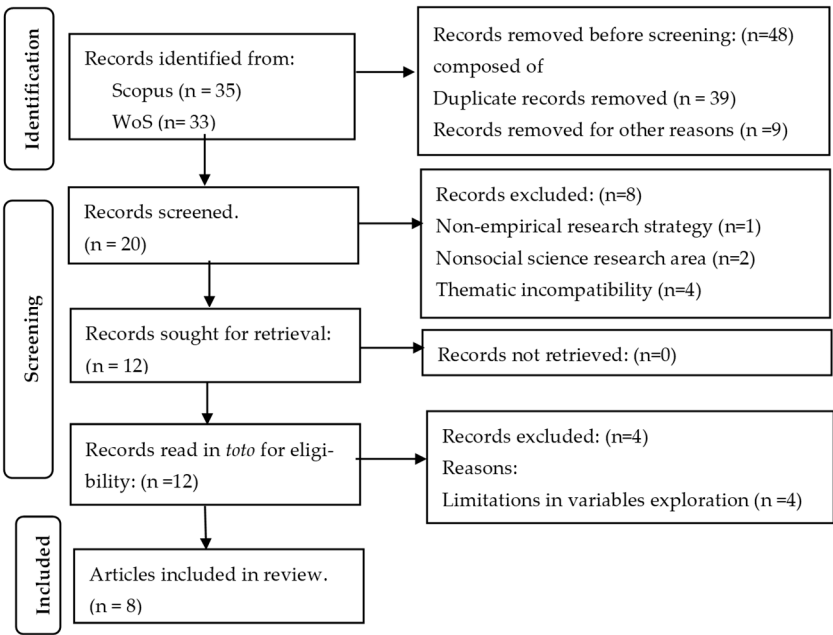 Identification
Records identified from:
Scopus (n = 35)
WoS (n= 33)
Records removed before screening: (n=48)
composed of
Duplicate records removed (n = 39)
Records removed for other reasons (n =9)
Screening
Records screened.
(n = 20)
Records excluded: (n=8)
Non-empirical research strategy (n=1)
Nonsocial science research area (n=2)
Thematic incompatibility (n=4)
Records sought for retrieval:
(n = 12)
Records not retrieved: (n=0)
Records read in toto for eligi-
bility: (n =12)
Records excluded: (n=4)
Reasons:
Limitations in variables exploration (n =4)
Included
Articles included in review.
(n = 8)